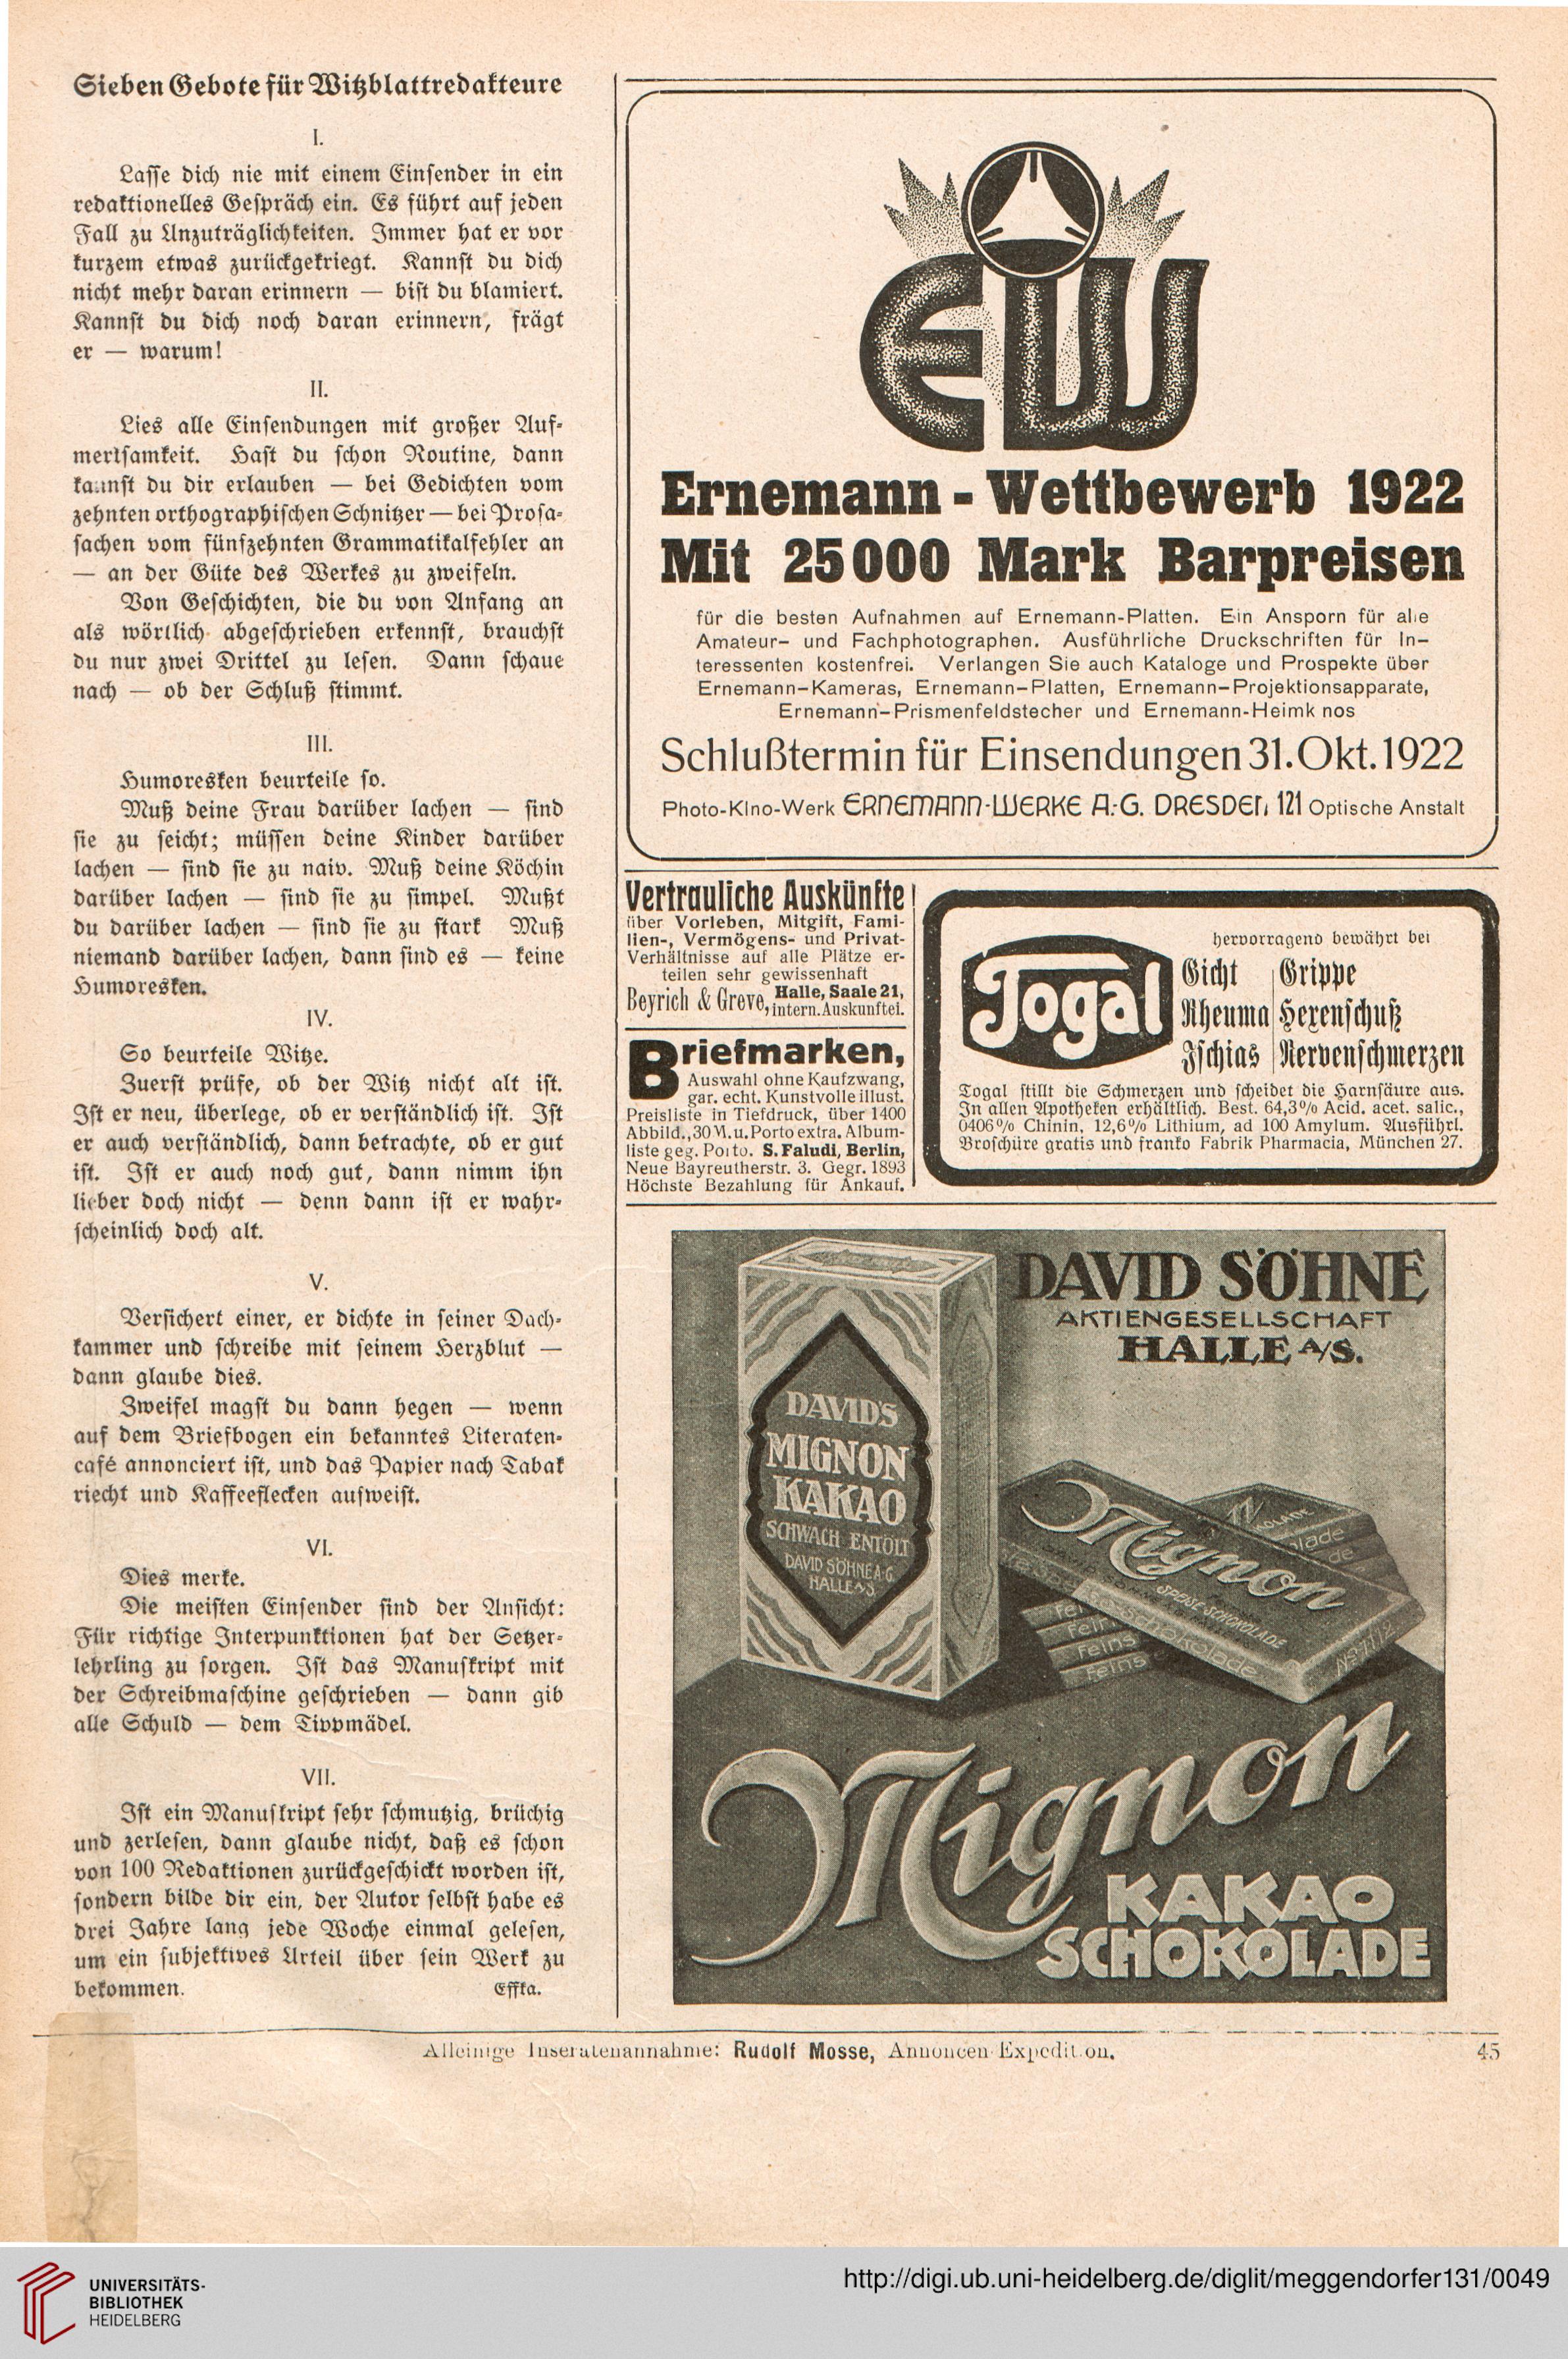 Sieben Gebote für Witzblattredakteure
I.
Lasse dich nie mit einem Einsender in ein
redaktionelles Gespräch ein. Es führt auf jeden
Fall zu Unzuträglichkeiten. Immer hat er vor
kurzem etwas zurückgekriegt. Kannst du dich
nicht mehr daran erinnern — bist du blamiert.
Kannst du dich noch daran erinnern, frägt
er — warum!
II.
Lies alle Einsendungen mit großer Auf-
merksamkeit. Hast du schon Routine, dann
kannst du dir erlauben — bei Gedichten vom
zehnten orthographischen Schnitzer — bei Prosa-
sachen vom fünfzehnten Grammatikalfehler an
— an der Güte des Werkes zu zweifeln.
Von Geschichten, die du von Anfang an
als wörtlich abgeschrieben erkennst, brauchst
du nur zwei Drittel zu lesen. Dann schaue
nach — ob der Schluß stimmt.
III.
Humoresken beurteile so.
Muß deine Frau darüber lachen — sind
sie zu seicht; müssen deine Kinder darüber
lachen — sind sie zu naiv. Muß deine Köchin
darüber lachen — sind sie zu simpel. Mußt
du darüber lachen — sind sie zu stark Muß
niemand darüber lachen, dann sind es — keine
Humoresken.
IV.
So beurteile Witze.
Zuerst prüfe, ob der Witz nicht alt ist.
Ist er neu, überlege, ob er verständlich ist. Ist
er auch verständlich, dann betrachte, ob er gut
ist. Ist er auch noch gut, dann nimm ihn
lieber doch nicht — denn dann ist er wahr-
scheinlich doch alt.
V.
Versichert einer, er dichte in seiner Dach-
kammer und schreibe mit seinem Herzblut —
dann glaube dies.
Zweifel magst du dann hegen — wenn
auf dem Briefbogen ein bekanntes Literaten-
café annonciert ist, und das Papier nach Tabak
riecht und Kaffeeflecken aufweist.
VI.
Dies merke.
Die meisten Einsender sind der Ansicht:
Für richtige Interpunktionen hat der Setzer-
lehrling zu sorgen. Ist das Manuskript mit
der Schreibmaschine geschrieben — dann gib
alle Schuld — dem Tippmädel.
VII.
Ist ein Manuskript sehr schmutzig, brüchig
und zerlesen, dann glaube nicht, daß es schon
von 100 Redaktionen zurückgeschickt worden ist,
sondern bilde dir ein, der Autor selbst habe es
drei Jahre lang jede Woche einmal gelesen,
um ein subjektives Urteil über sein Werk zu
bekommen. Effka.
EW
Ernemann-Wettbewerb 1922
Mit 25000 Mark Barpreisen
für die besten Aufnahmen auf Ernemann-Platten. Ein Ansporn für alle
Amateur- und Fachphotographen. Ausführliche Druckschriften für In-
teressenten kostenfrei. Verlangen Sie auch Kataloge und Prospekte über
Ernemann-Kameras, Ernemann-Platten, Ernemann-Projektionsapparate,
Ernemann-Prismenfeldstecher und Ernemann-Heimk nos
Schlußtermin für Einsendungen 31. Okt. 1922
Photo-Kino-Werk ERNEMANN-WERKE A.-G. DRESDEN 121 Optische Anstalt
Vertrauliche Auskünfte
über Vorleben, Mitgift, Fami-
lien-, Vermögens- und Privat-
Verhältnisse auf alle Plätze er-
teilen sehr gewissenhaft
Beyrich & Greve, Halle, Saale 21,
intern. Auskunftei.
Briefmarken,
Auswahl ohne Kaufzwang,
gar. echt. Kunstvolle illust.
Preisliste in Tiefdruck, über 1400
Abbild., 30 M. u. Porto extra. Album-
liste geg. Porto. S. Faludi, Berlin,
Neue Bayreutherstr. 3. Gegr. 1893
Höchste Bezahlung für Ankauf.
Togal
hervorragend bewährt bei
Gicht Grippe
Rheuma Hexenschuß
Ischias Nervenschmerzen
Togal stillt die Schmerzen und scheidet die Harnsäure aus.
In allen Apotheken erhältlich. Best. 64,3% Acid. acet. salic.,
0406% Chinin, 12,6% Lithium, ad 100 Amylum. Ausführl.
Broschüre gratis und franko Fabrik Pharmacia, München 27.
DAVID SÖHNE
AKTIENGESELLSCHAFT
HALLE A/S.
DAVID'S
MIGNON
KAKAO
SCHWACH ENTÖLT
DAVID SÖHNE A.G.
HALLE A/S
Mignon
SPEISE-SCHOKOLADE
Feins
Feins
Mignon
KAKAO
SCHOKOLADE
Alleinige Inseratenannahme: Rudolf Mosse, Annoncen-Expedition. 45
UNIVERSITÄTS-
BIBLIOTHEK
HEIDELBERG
http://digi.ub.uni-heidelberg.de/diglit/meggendorfer131/0049